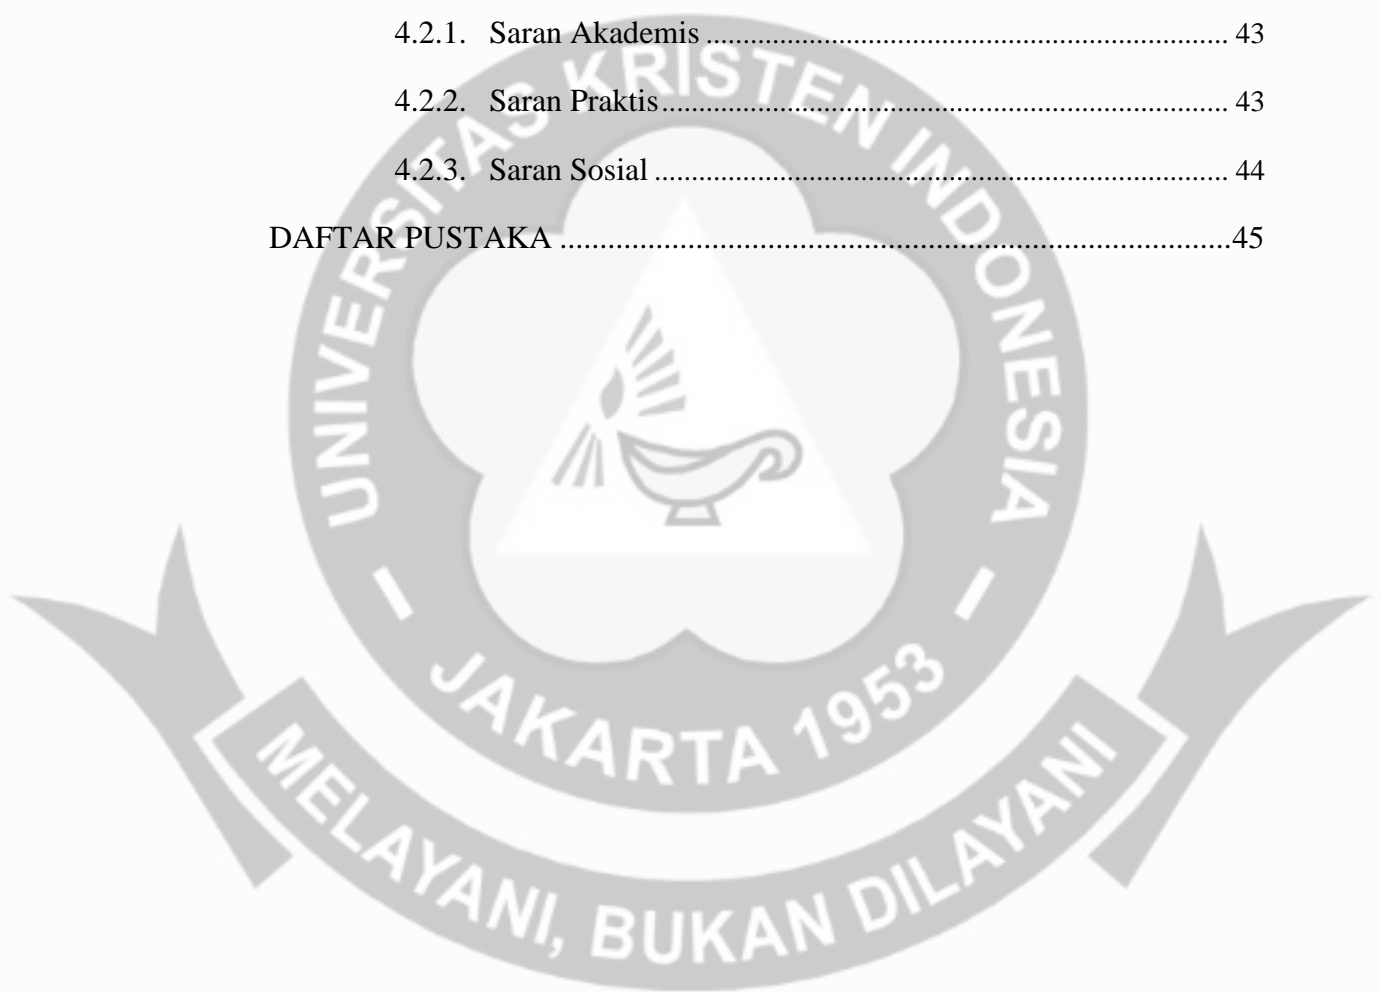 4.2.1. Saran Akademis ........................................................................ 43
4.2.2. Saran Praktis ........................................................................ 43
4.2.3. Saran Sosial ........................................................................ 44
DAFTAR PUSTAKA ........................................................................45
UNIVERSITAS KRISTEN INDONESIA
JAKARTA 1953
MELAYANI, BUKAN DILAYANI